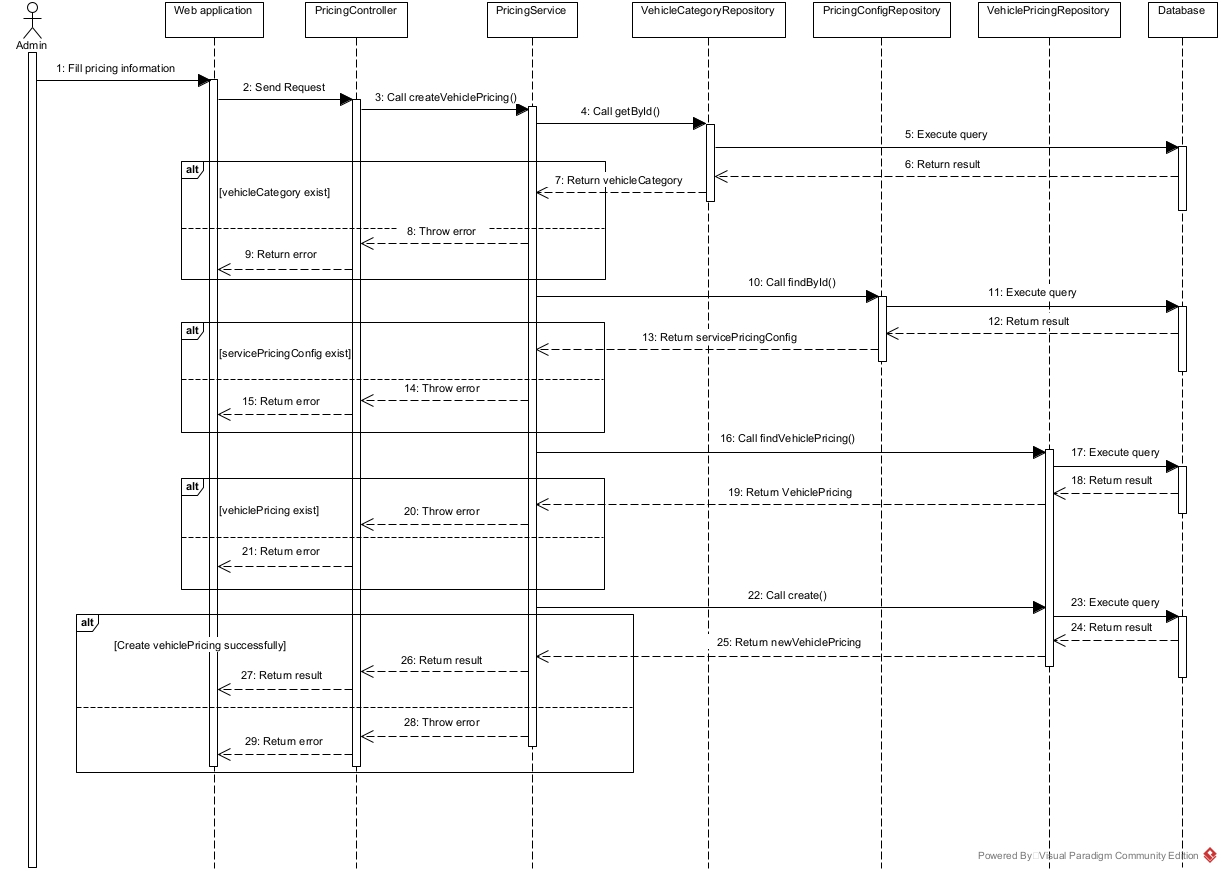 Admin
Web application
PricingController
PricingService
VehicleCategoryRepository
PricingConfigRepository
VehiclePricingRepository
Database
1: Fill pricing information
2: Send Request
3: Call createVehiclePricing()
4: Call getById()
5: Execute query
6: Return result
alt
7: Return vehicleCategory
[vehicleCategory exist]
8: Throw error
9: Return error
10: Call findById()
11: Execute query
12: Return result
alt
13: Return servicePricingConfig
[servicePricingConfig exist]
14: Throw error
15: Return error
16: Call findVehiclePricing()
17: Execute query
18: Return result
alt
19: Return VehiclePricing
[vehiclePricing exist]
20: Throw error
21: Return error
22: Call create()
23: Execute query
24: Return result
alt
25: Return newVehiclePricing
[Create vehiclePricing successfully]
26: Return result
27: Return result
28: Throw error
29: Return error
Powered By Visual Paradigm Community Edition